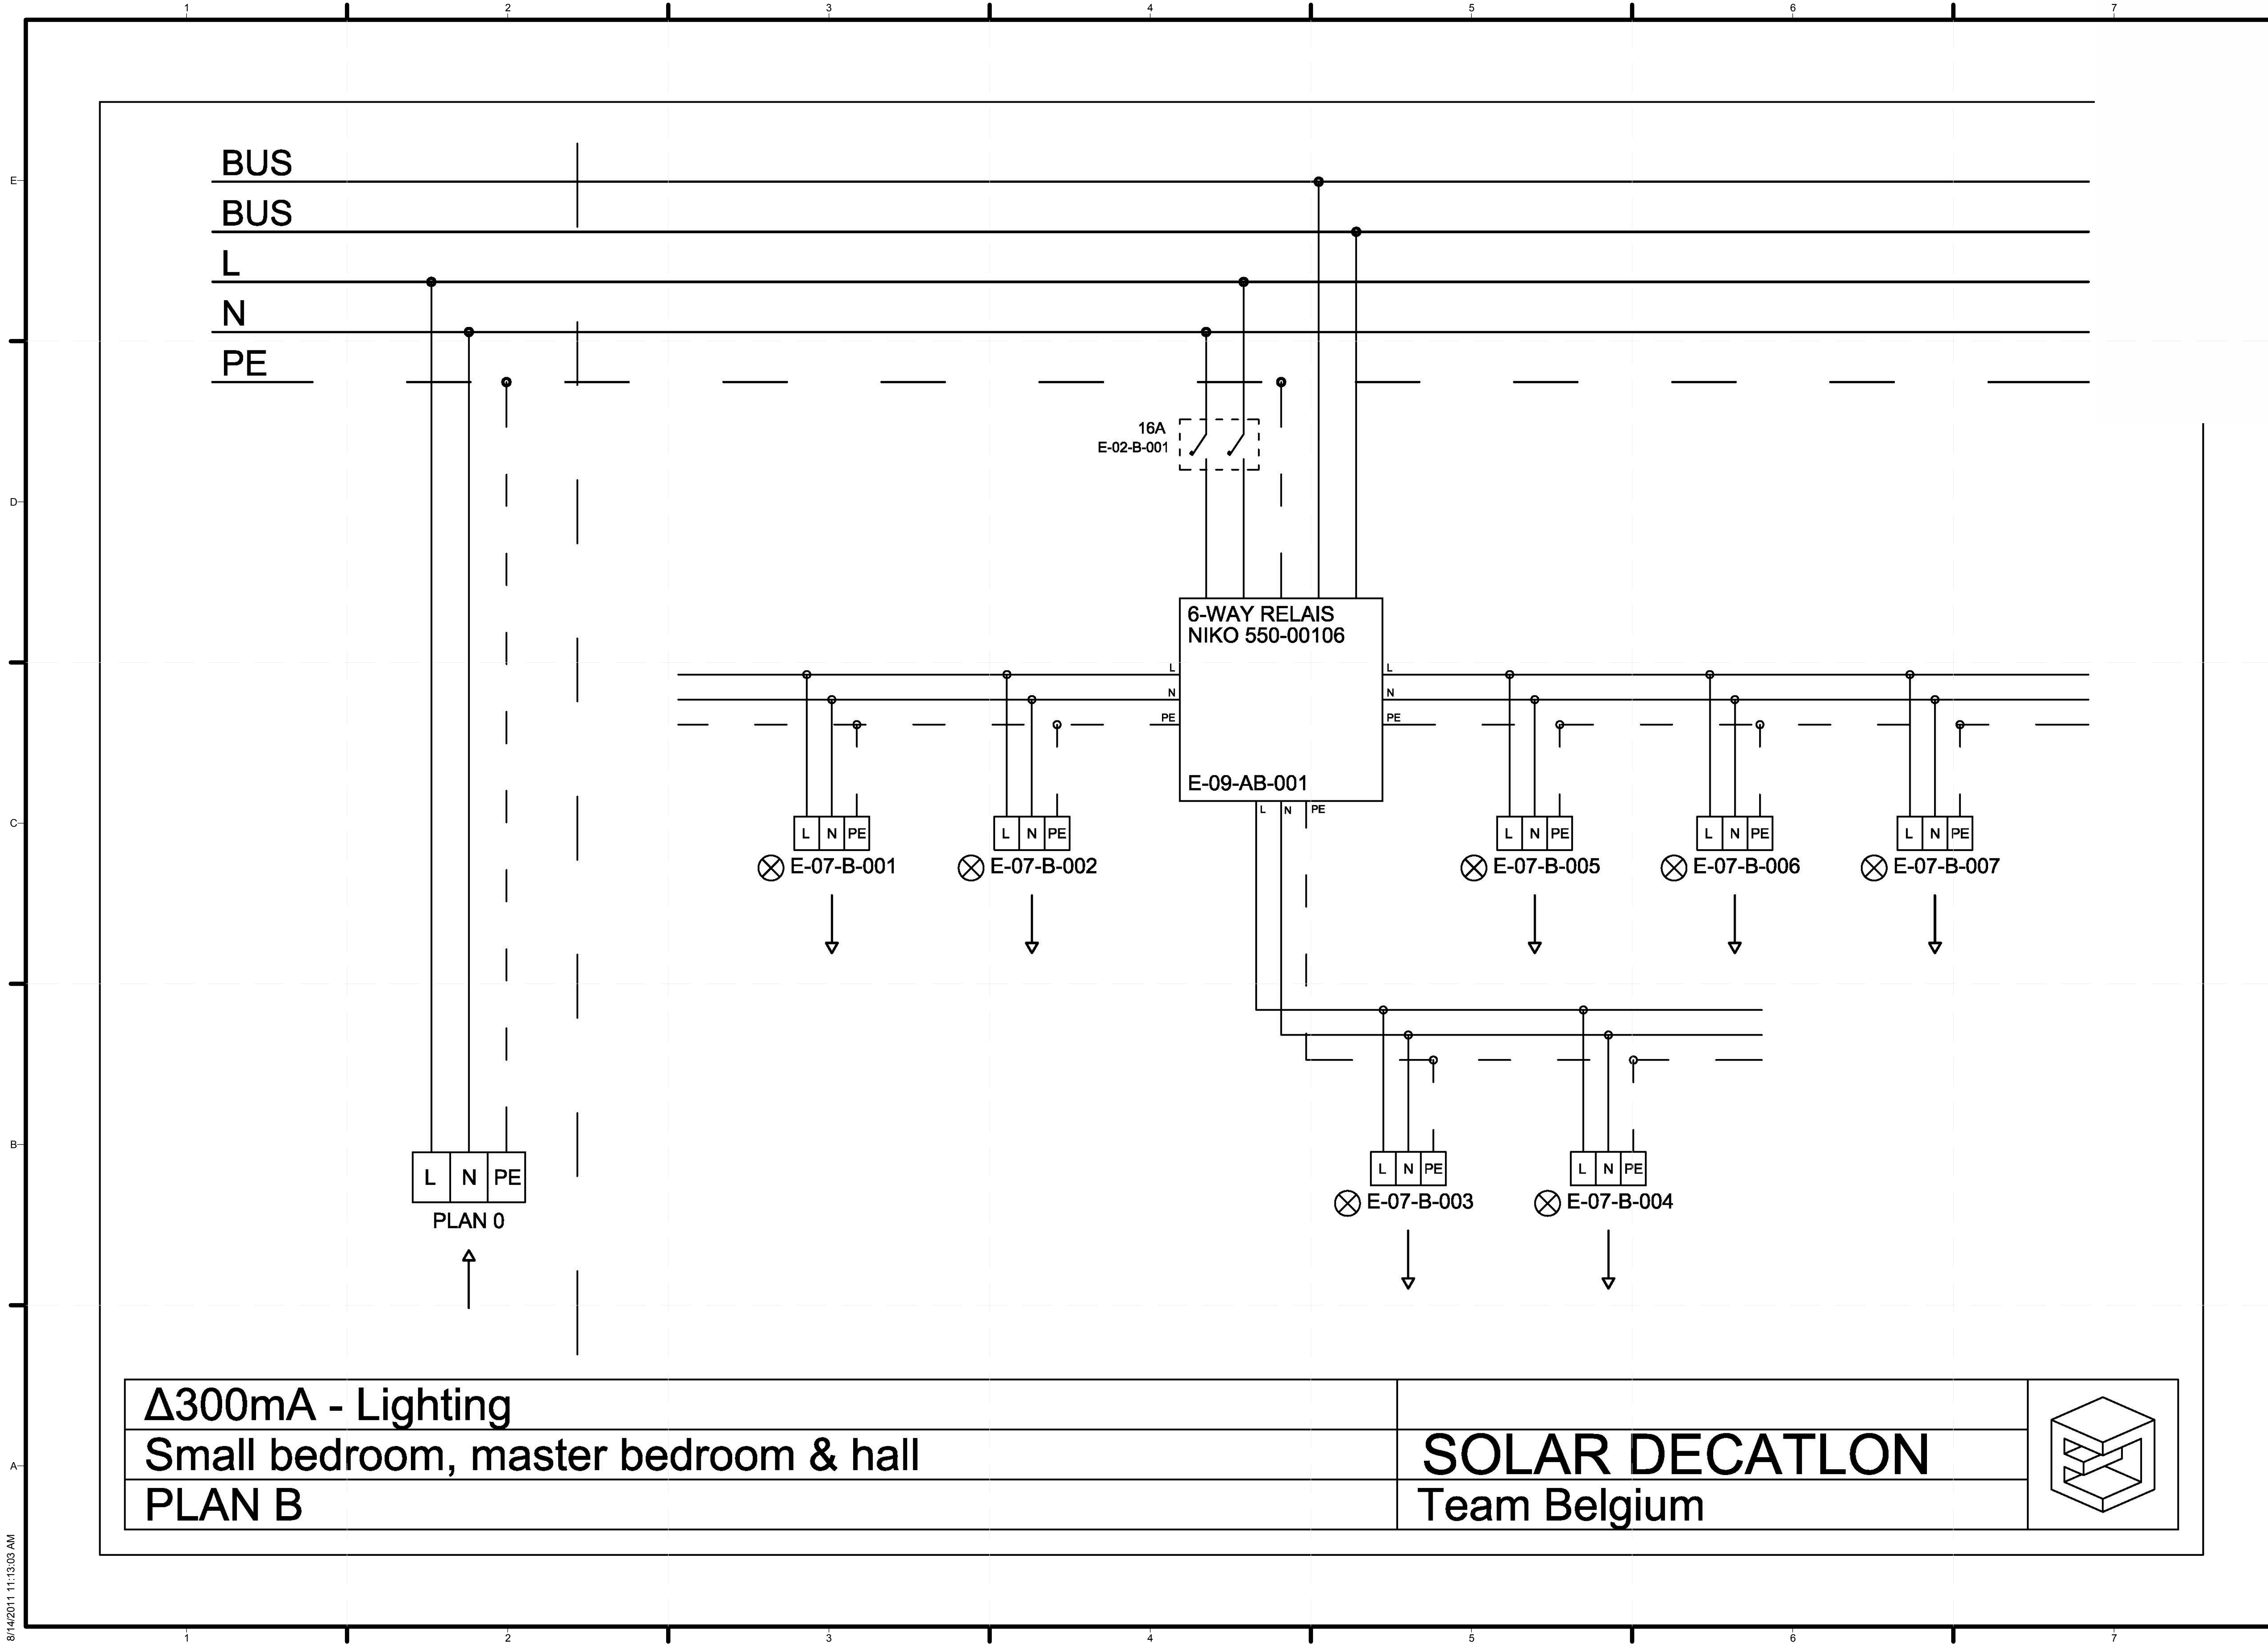 1 2 3 4 5 6 7
BUS
E
BUS
L
N
PE
16A
E-02-B-001
D
6-WAY RELAIS
NIKO 550-00106
L L
N N
PE PE
E-09-AB-001
L N PE
C
L N PE L N PE L N PE L N PE L N PE
E-07-B-001 E-07-B-002 E-07-B-005 E-07-B-006 E-07-B-007
B
L N PE L N PE L N PE
E-07-B-003 E-07-B-004
PLAN 0
Δ300mA - Lighting
Small bedroom, master bedroom & hall SOLAR DECATLON
A
PLAN B Team Belgium
8/14/2011 11:13:03 AM
1 2 3 4 5 6 7